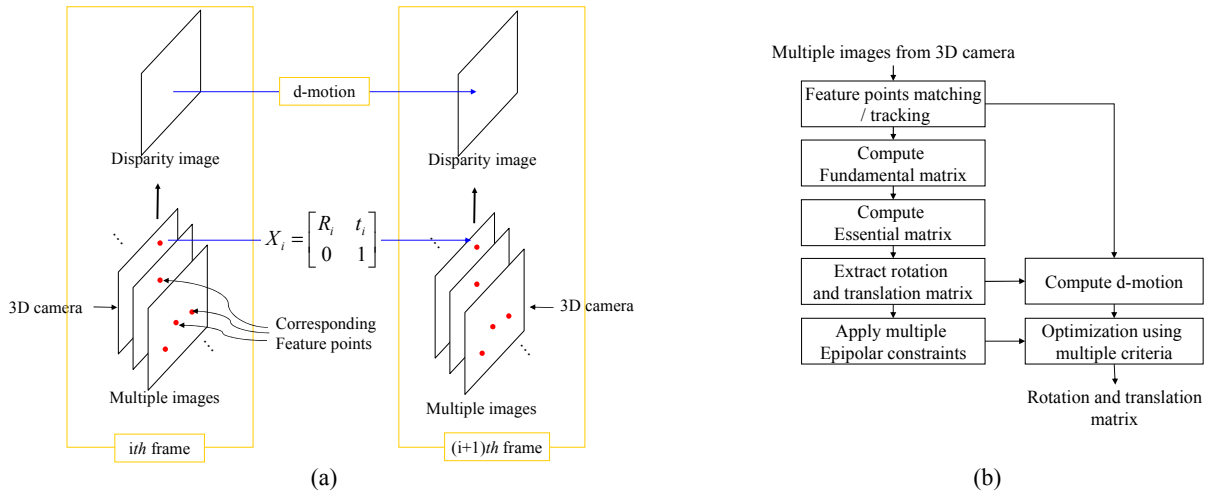 d-motion
Disparity image
Disparity image
X_i = [ R_i t_i
0 1 ]
3D camera
Corresponding
Feature points
3D camera
Multiple images
Multiple images
ith frame
(i+1)th frame
(a)
Multiple images from 3D camera
Feature points matching
/ tracking
Compute
Fundamental matrix
Compute
Essential matrix
Extract rotation
and translation matrix
Compute d-motion
Apply multiple
Epipolar constraints
Optimization using
multiple criteria
Rotation and translation
matrix
(b)